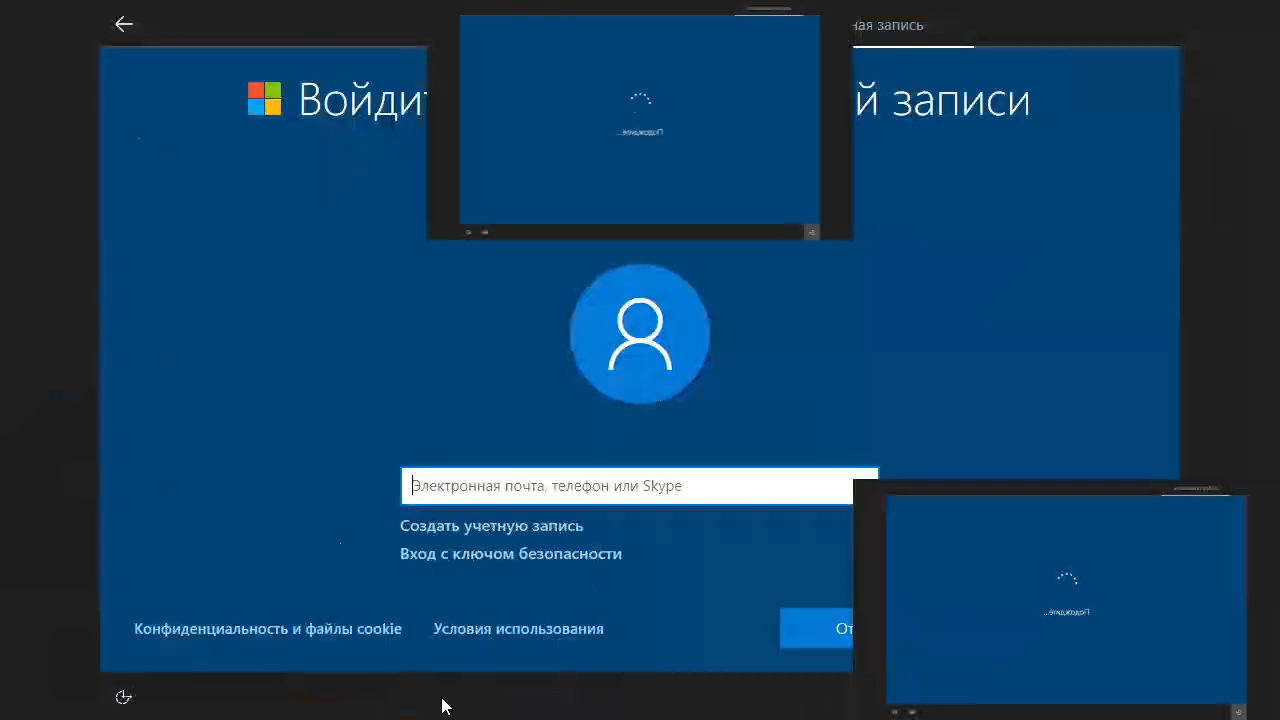 ная запись
Войди й записи
Электронная почта, телефон или Skype
Создать учетную запись
Вход с ключом безопасности
Конфиденциальность и файлы cookie Условия использования От